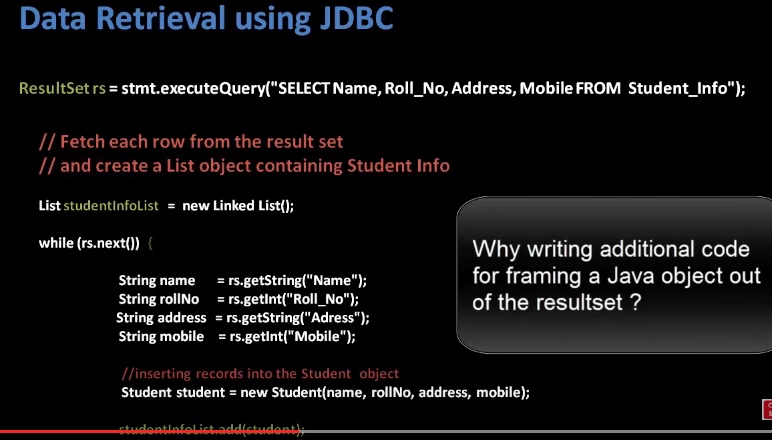 Data Retrieval using JDBC
ResultSet rs = stmt.executeQuery("SELECT Name, Roll_No, Address, Mobile FROM Student_Info");
// Fetch each row from the result set
// and create a List object containing Student Info
List studentInfoList = new Linked List();
while (rs.next()) {
String name = rs.getString("Name");
String rollNo = rs.getInt("Roll_No");
String address = rs.getString("Adress");
String mobile = rs.getInt("Mobile");
//inserting records into the Student object
Student student = new Student(name, rollNo, address, mobile);
studentInfoList.add(student);
Why writing additional code
for framing a Java object out
of the resultset ?